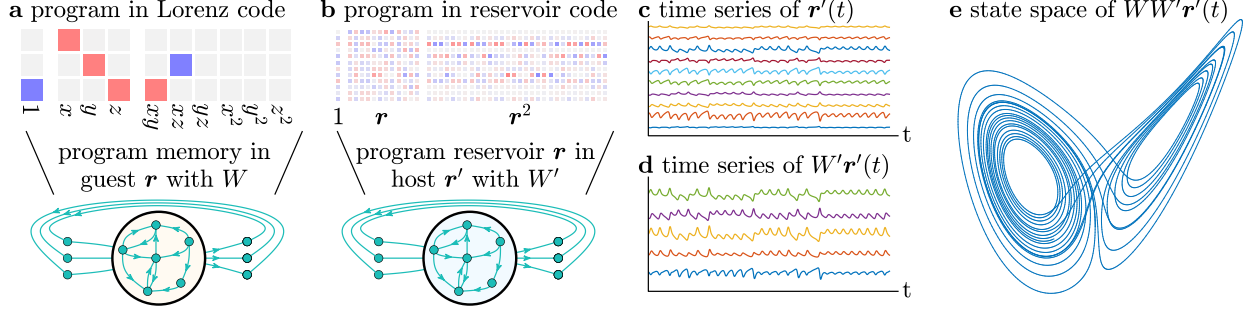 a program in Lorenz code
1 x y z xy xz yz x² y² z²
program memory in
guest r with W
b program in reservoir code
1 r r²
program reservoir r in
host r′ with W′
c time series of r′(t)
t
d time series of W′r′(t)
t
e state space of WW′r′(t)